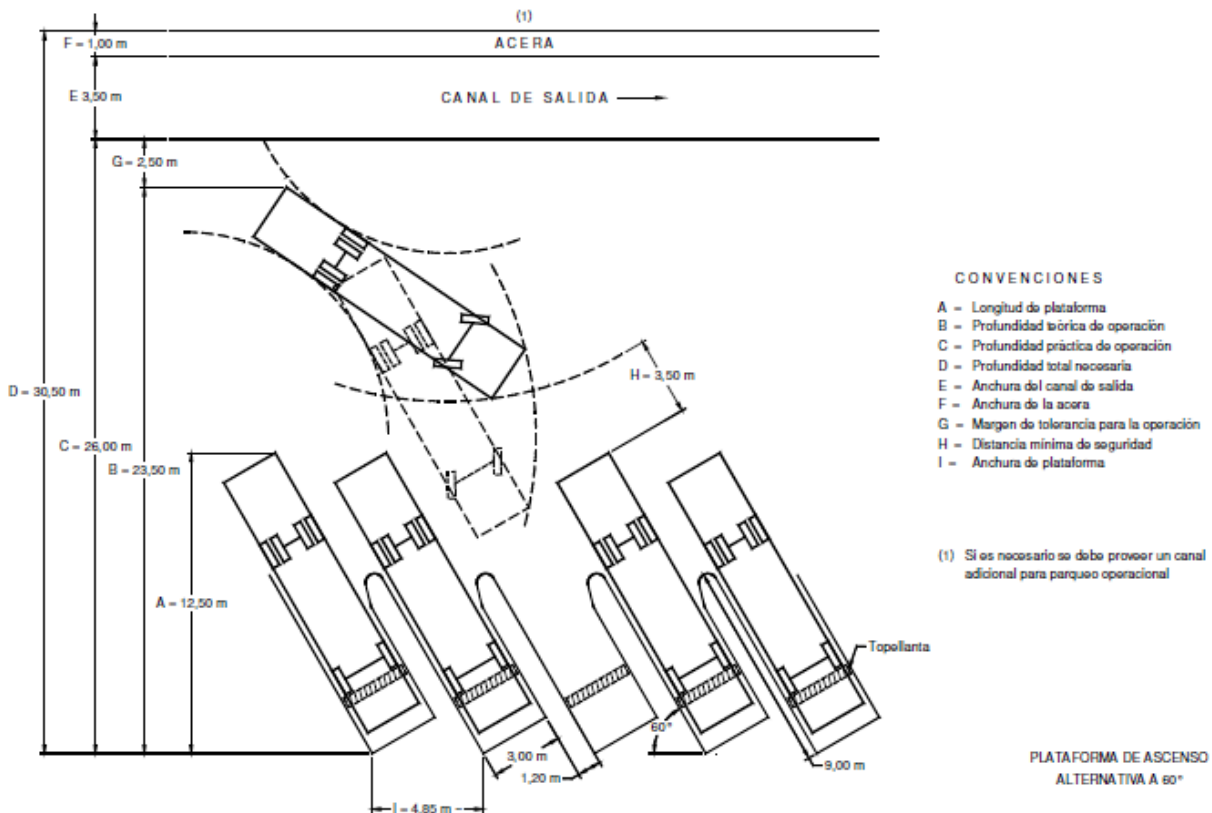 (1)
F = 1,00 m
ACERA
E 3,50 m
CANAL DE SALIDA
G = 2,50 m
D = 30,50 m
C = 26,00 m
B = 23,50 m
H = 3,50 m
A = 12,50 m
Topellanta
60°
3,00 m
1,20 m
9,00 m
I = 4,85 m
CONVENCIONES
A = Longitud de plataforma
B = Profundidad teòrica de operación
C = Profundidad práctica de operación
D = Profundidad total necesaria
E = Anchura del canal de salida
F = Anchura de la acera
G = Margen de tolerancia para la operación
H = Distancia mínima de seguridad
I = Anchura de plataforma
(1) Si es necesario se debe proveer un canal
adicional para parqueo operacional
PLATAFORMA DE ASCENSO
ALTERNATIVA A 60°